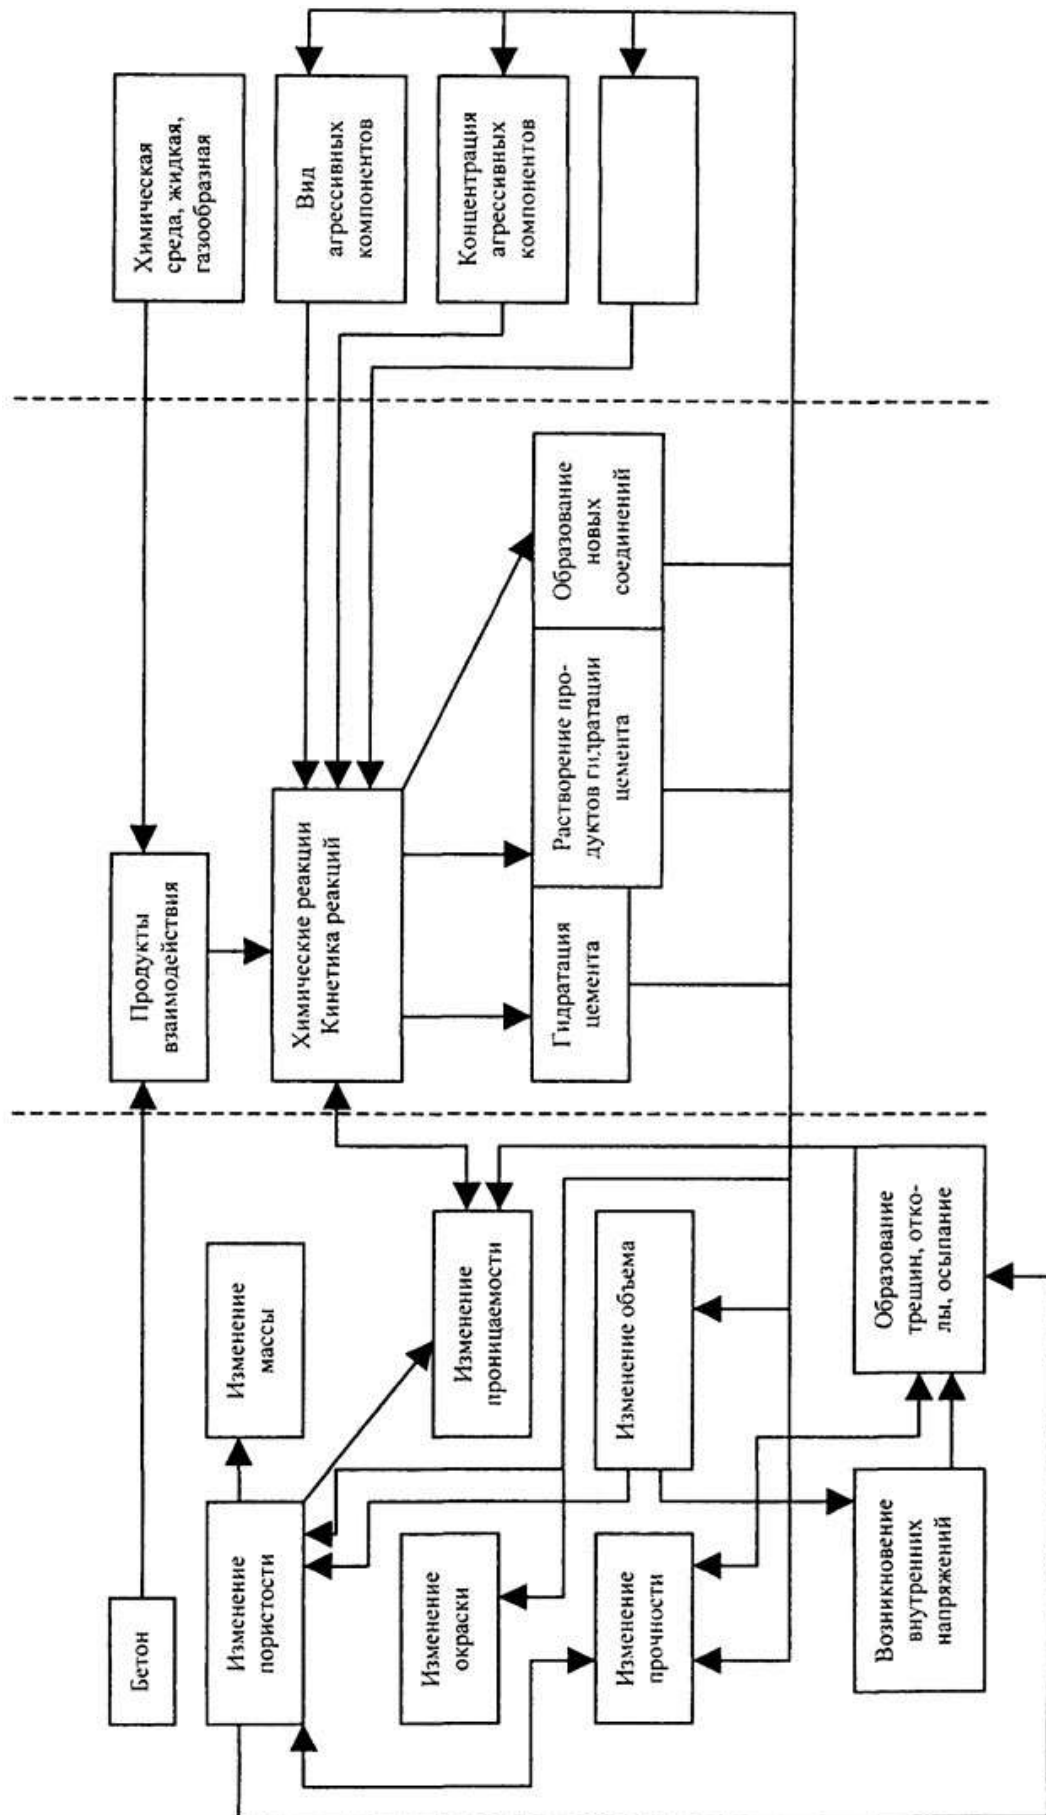 Бетон
Продукты
взаимодействия
Химическая
среда, жидкая,
газообразная
Изменение
пористости
Изменение
массы
Химические реакции
Кинетика реакций
Вид
агрессивных
компонентов
Изменение
окраски
Изменение
проницаемости
Концентрация
агрессивных
компонентов
Изменение
прочности
Изменение объема
Гидратация
цемента
Растворение про-
дуктов гидратации
цемента
Образование
новых
соединений
Возникновение
внутренних
напряжений
Образование
трещин, отко-
лы, осыпание